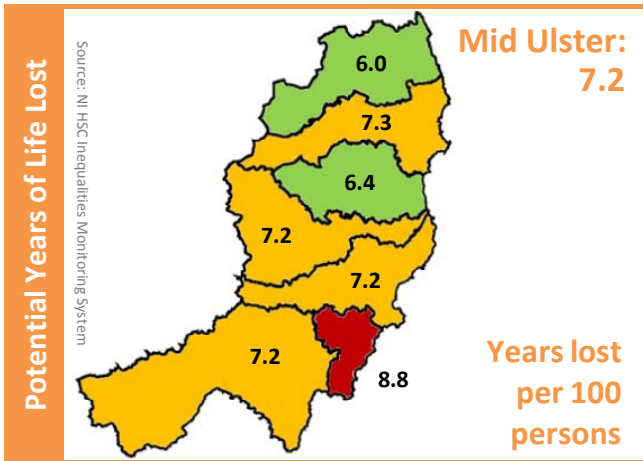 Potential Years of Life Lost
Source: NI HSC Inequalities Monitoring System
Mid Ulster:
7.2
6.0
7.3
6.4
7.2
7.2
7.2
8.8
Years lost
per 100
persons